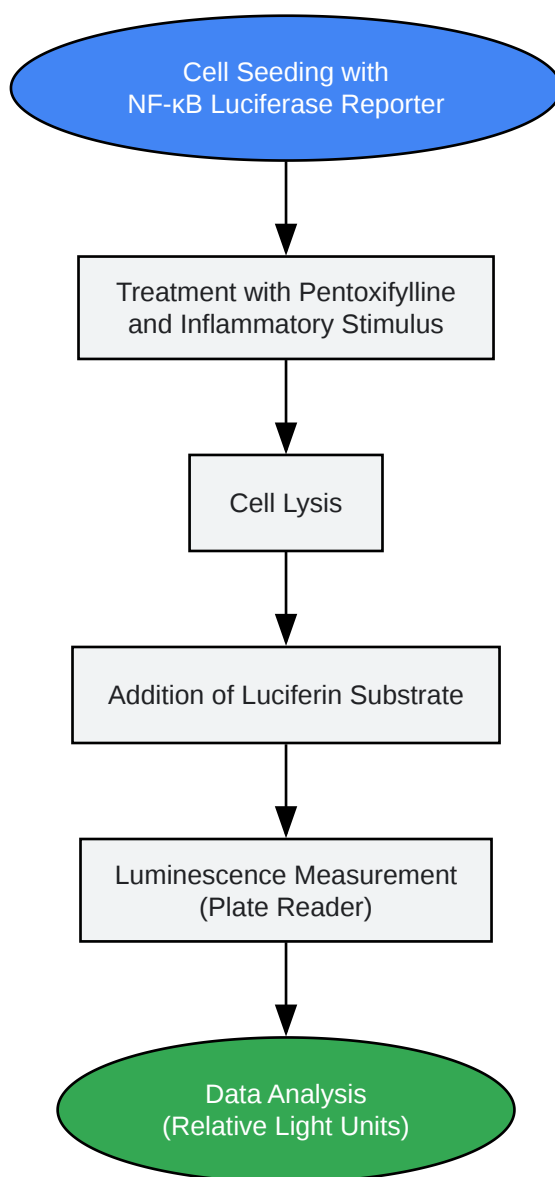 Cell Seeding with
NF-κB Luciferase Reporter
Treatment with Pentoxifylline
and Inflammatory Stimulus
Cell Lysis
Addition of Luciferin Substrate
Luminescence Measurement
(Plate Reader)
Data Analysis
(Relative Light Units)